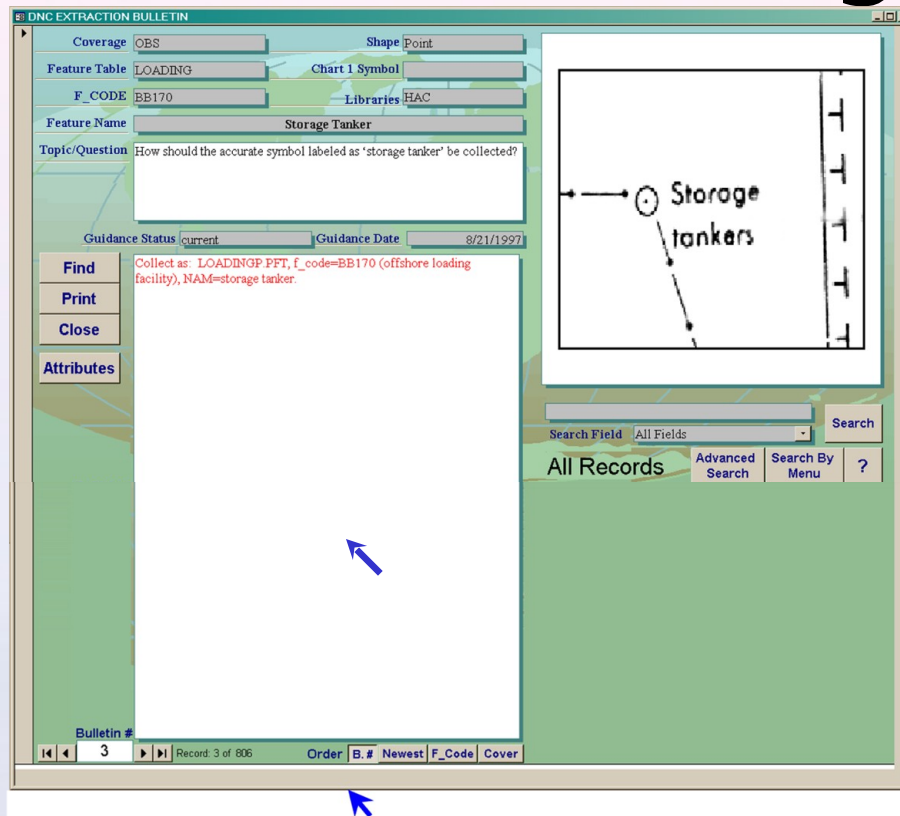 DNC EXTRACTION BULLETIN
Coverage OBS Shape Point
Feature Table LOADING Chart 1 Symbol
F_CODE BB170 Libraries HAC
Feature Name Storage Tanker
Topic/Question How should the accurate symbol labeled as ‘storage tanker’ be collected?
Guidance Status current Guidance Date 8/21/1997
Find
Print
Close
Attributes
Collect as: LOADINGP.PFT, f_code=BB170 (offshore loading
facility), NAM=storage tanker.
Storage
tankers
Search Field All Fields Search
All Records Advanced Search Search By Menu ?
Bulletin #
3 Record: 3 of 806 Order B.# Newest F_Code Cover